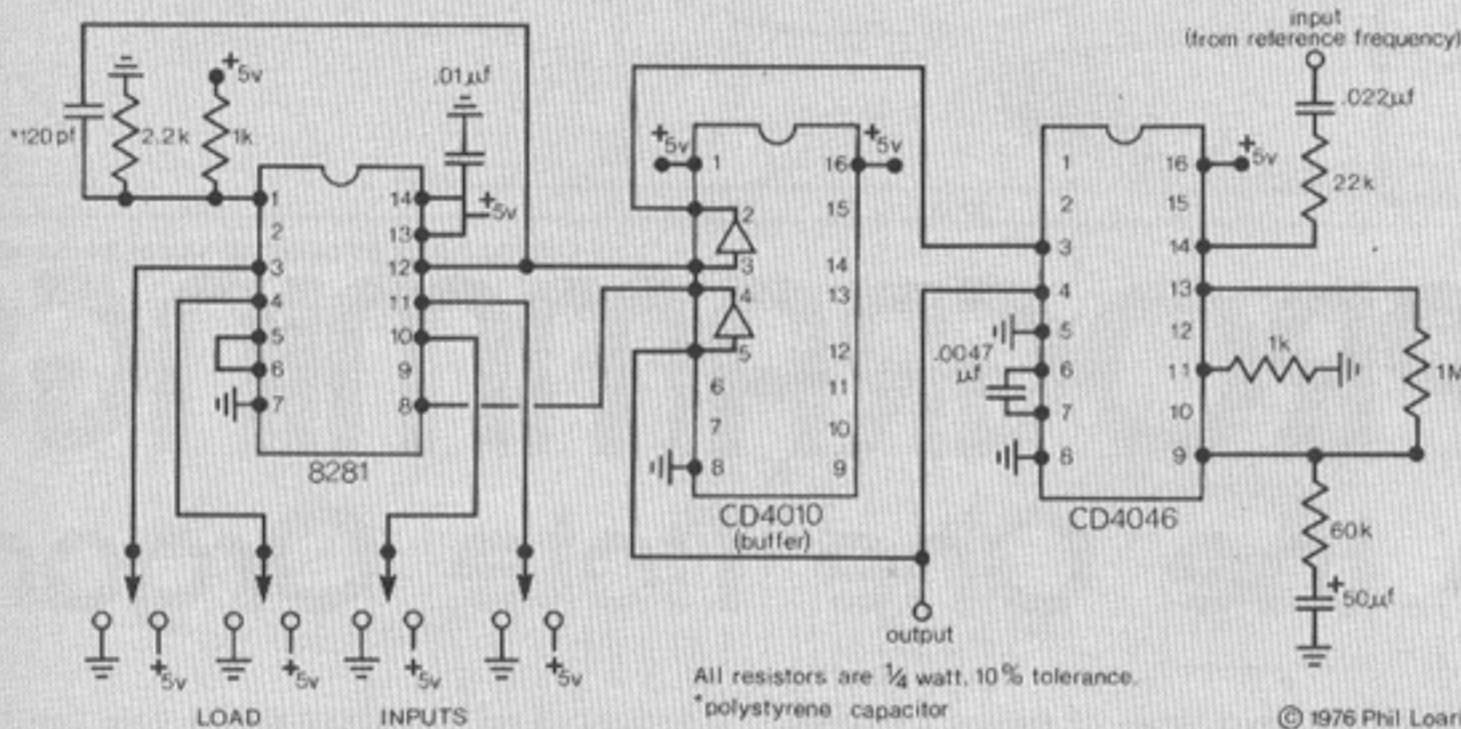 input
(from reference frequency)
.022µf
22k
+5v
.01µf
*120 pf
2.2k
1k
+5v
1
2
3
4
5
6
7
14
13
12
11
10
9
8
8281
+5v
+5v
1
2
3
4
5
6
7
8
16
15
14
13
12
11
10
9
CD4010
(buffer)
+5v
1
2
3
4
5
6
7
8
16
15
14
13
12
11
10
9
CD4046
.0047
µf
1k
1M
60k
+
50µf
output
+5v
+5v
+5v
+5v
LOAD INPUTS
All resistors are ¼ watt, 10% tolerance.
*polystyrene capacitor
© 1976 Phil Loari